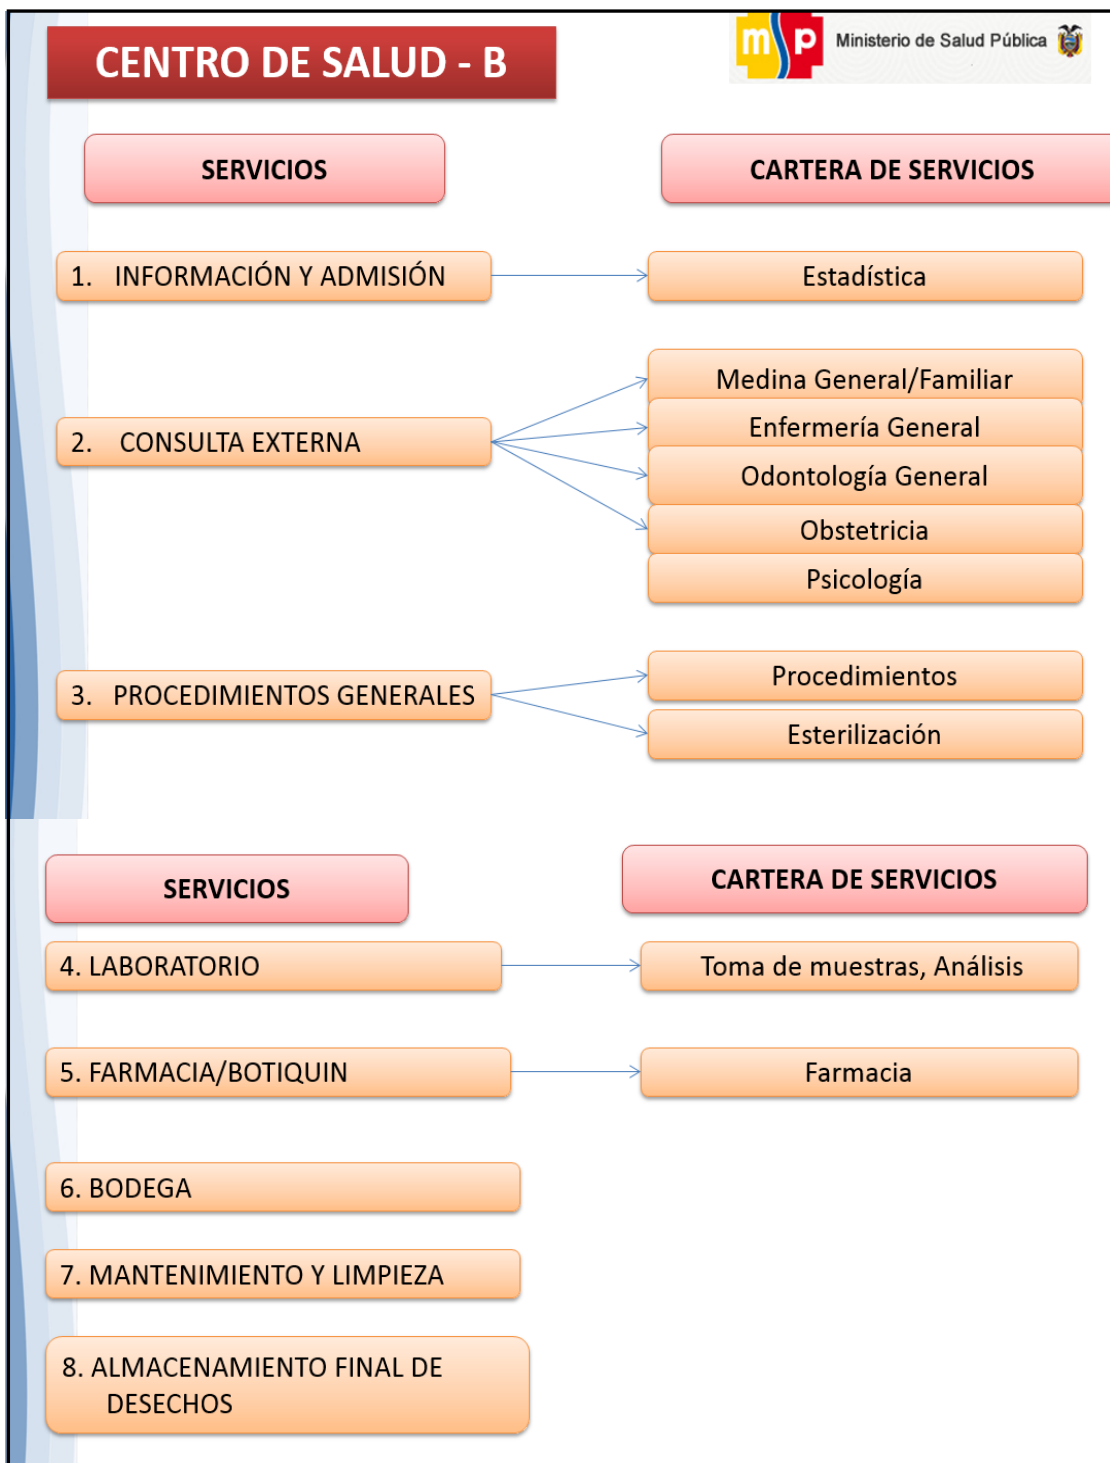 CENTRO DE SALUD - B
msp Ministerio de Salud Pública
SERVICIOS
CARTERA DE SERVICIOS
1. INFORMACIÓN Y ADMISIÓN
Estadística
2. CONSULTA EXTERNA
Medina General/Familiar
Enfermería General
Odontología General
Obstetricia
Psicología
3. PROCEDIMIENTOS GENERALES
Procedimientos
Esterilización
SERVICIOS
CARTERA DE SERVICIOS
4. LABORATORIO
Toma de muestras, Análisis
5. FARMACIA/BOTIQUIN
Farmacia
6. BODEGA
7. MANTENIMIENTO Y LIMPIEZA
8. ALMACENAMIENTO FINAL DE
DESECHOS